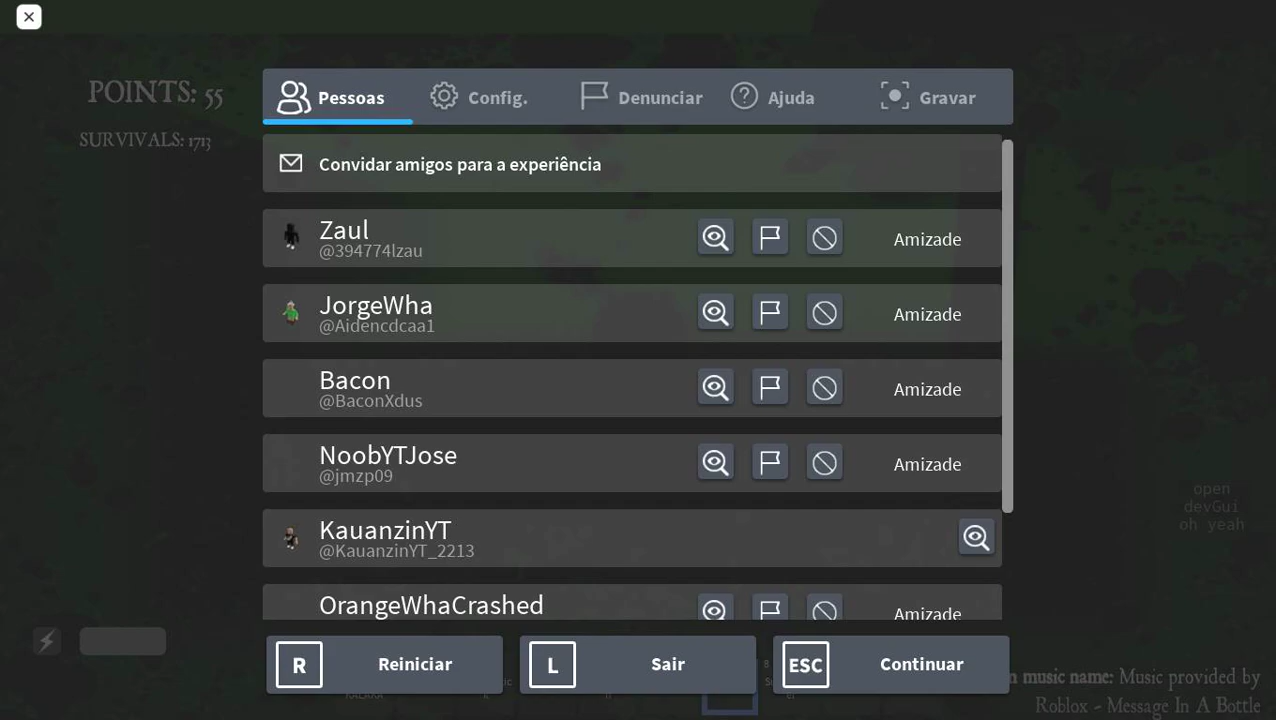 POINTS: 55
SURVIVALS: 1713
Pessoas
Config.
Denunciar
Ajuda
Gravar
Convidar amigos para a experiência
Zaul
@394774lzau
Amizade
JorgeWha
@Aidencdcaa1
Amizade
Bacon
@BaconXdus
Amizade
NoobYTJose
@jmzp09
Amizade
KauanzinYT
@KauanzinYT_2213
OrangeWhaCrashed
Amizade
open
devGui
oh yeah
R Reiniciar
L Sair
ESC Continuar
music name: Music provided by
Roblox - Message In A Bottle